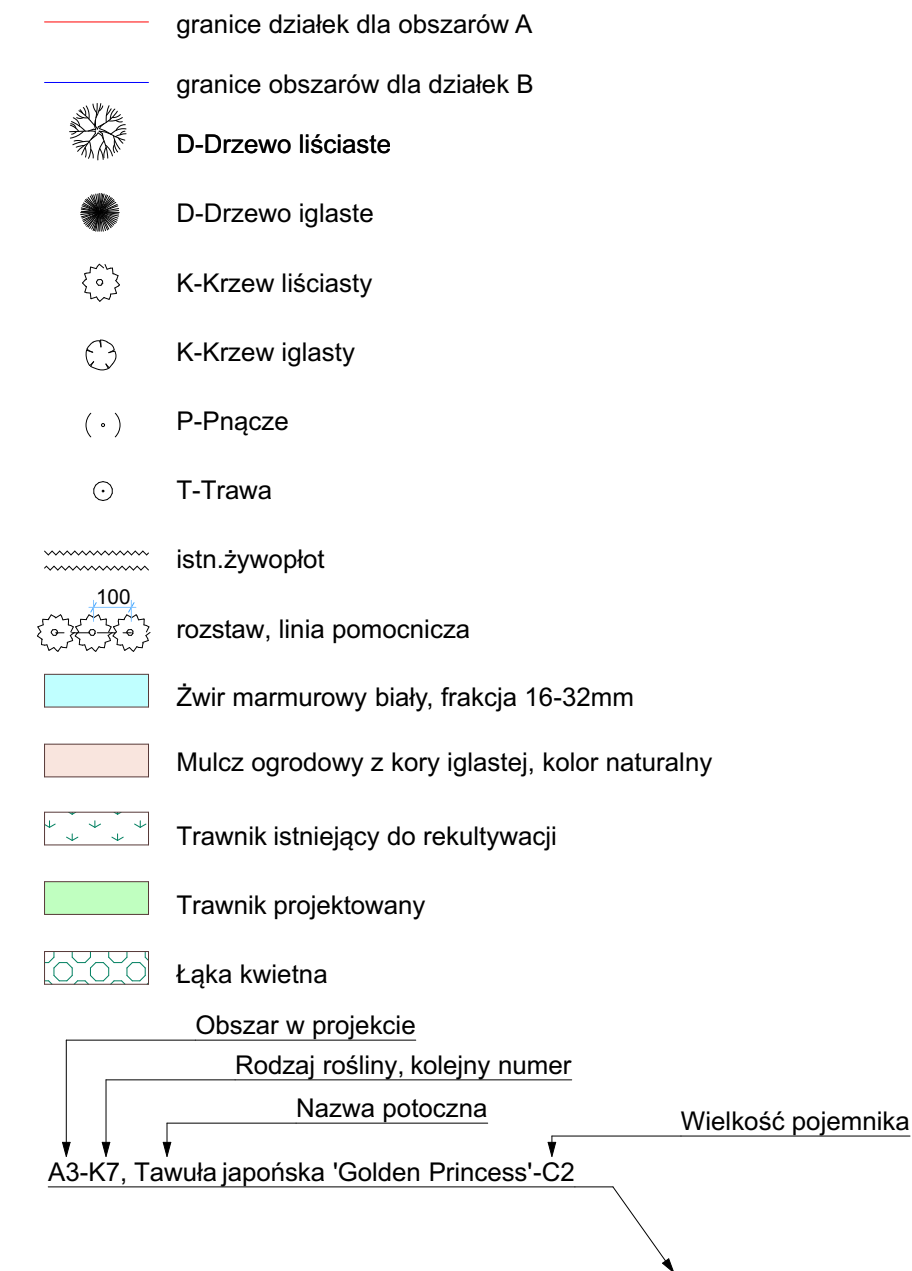 granice działek dla obszarów A
granice obszarów dla działek B
D-Drzewo liściaste
D-Drzewo iglaste
K-Krzew liściasty
K-Krzew iglasty
P-Pnącze
T-Trawa
istn.żywopłot
100
rozstaw, linia pomocnicza
Żwir marmurowy biały, frakcja 16-32mm
Mulcz ogrodowy z kory iglastej, kolor naturalny
Trawnik istniejący do rekultywacji
Trawnik projektowany
Łąka kwietna
Obszar w projekcie
Rodzaj rośliny, kolejny numer
Nazwa potoczna
Wielkość pojemnika
A3-K7, Tawuła japońska 'Golden Princess'-C2